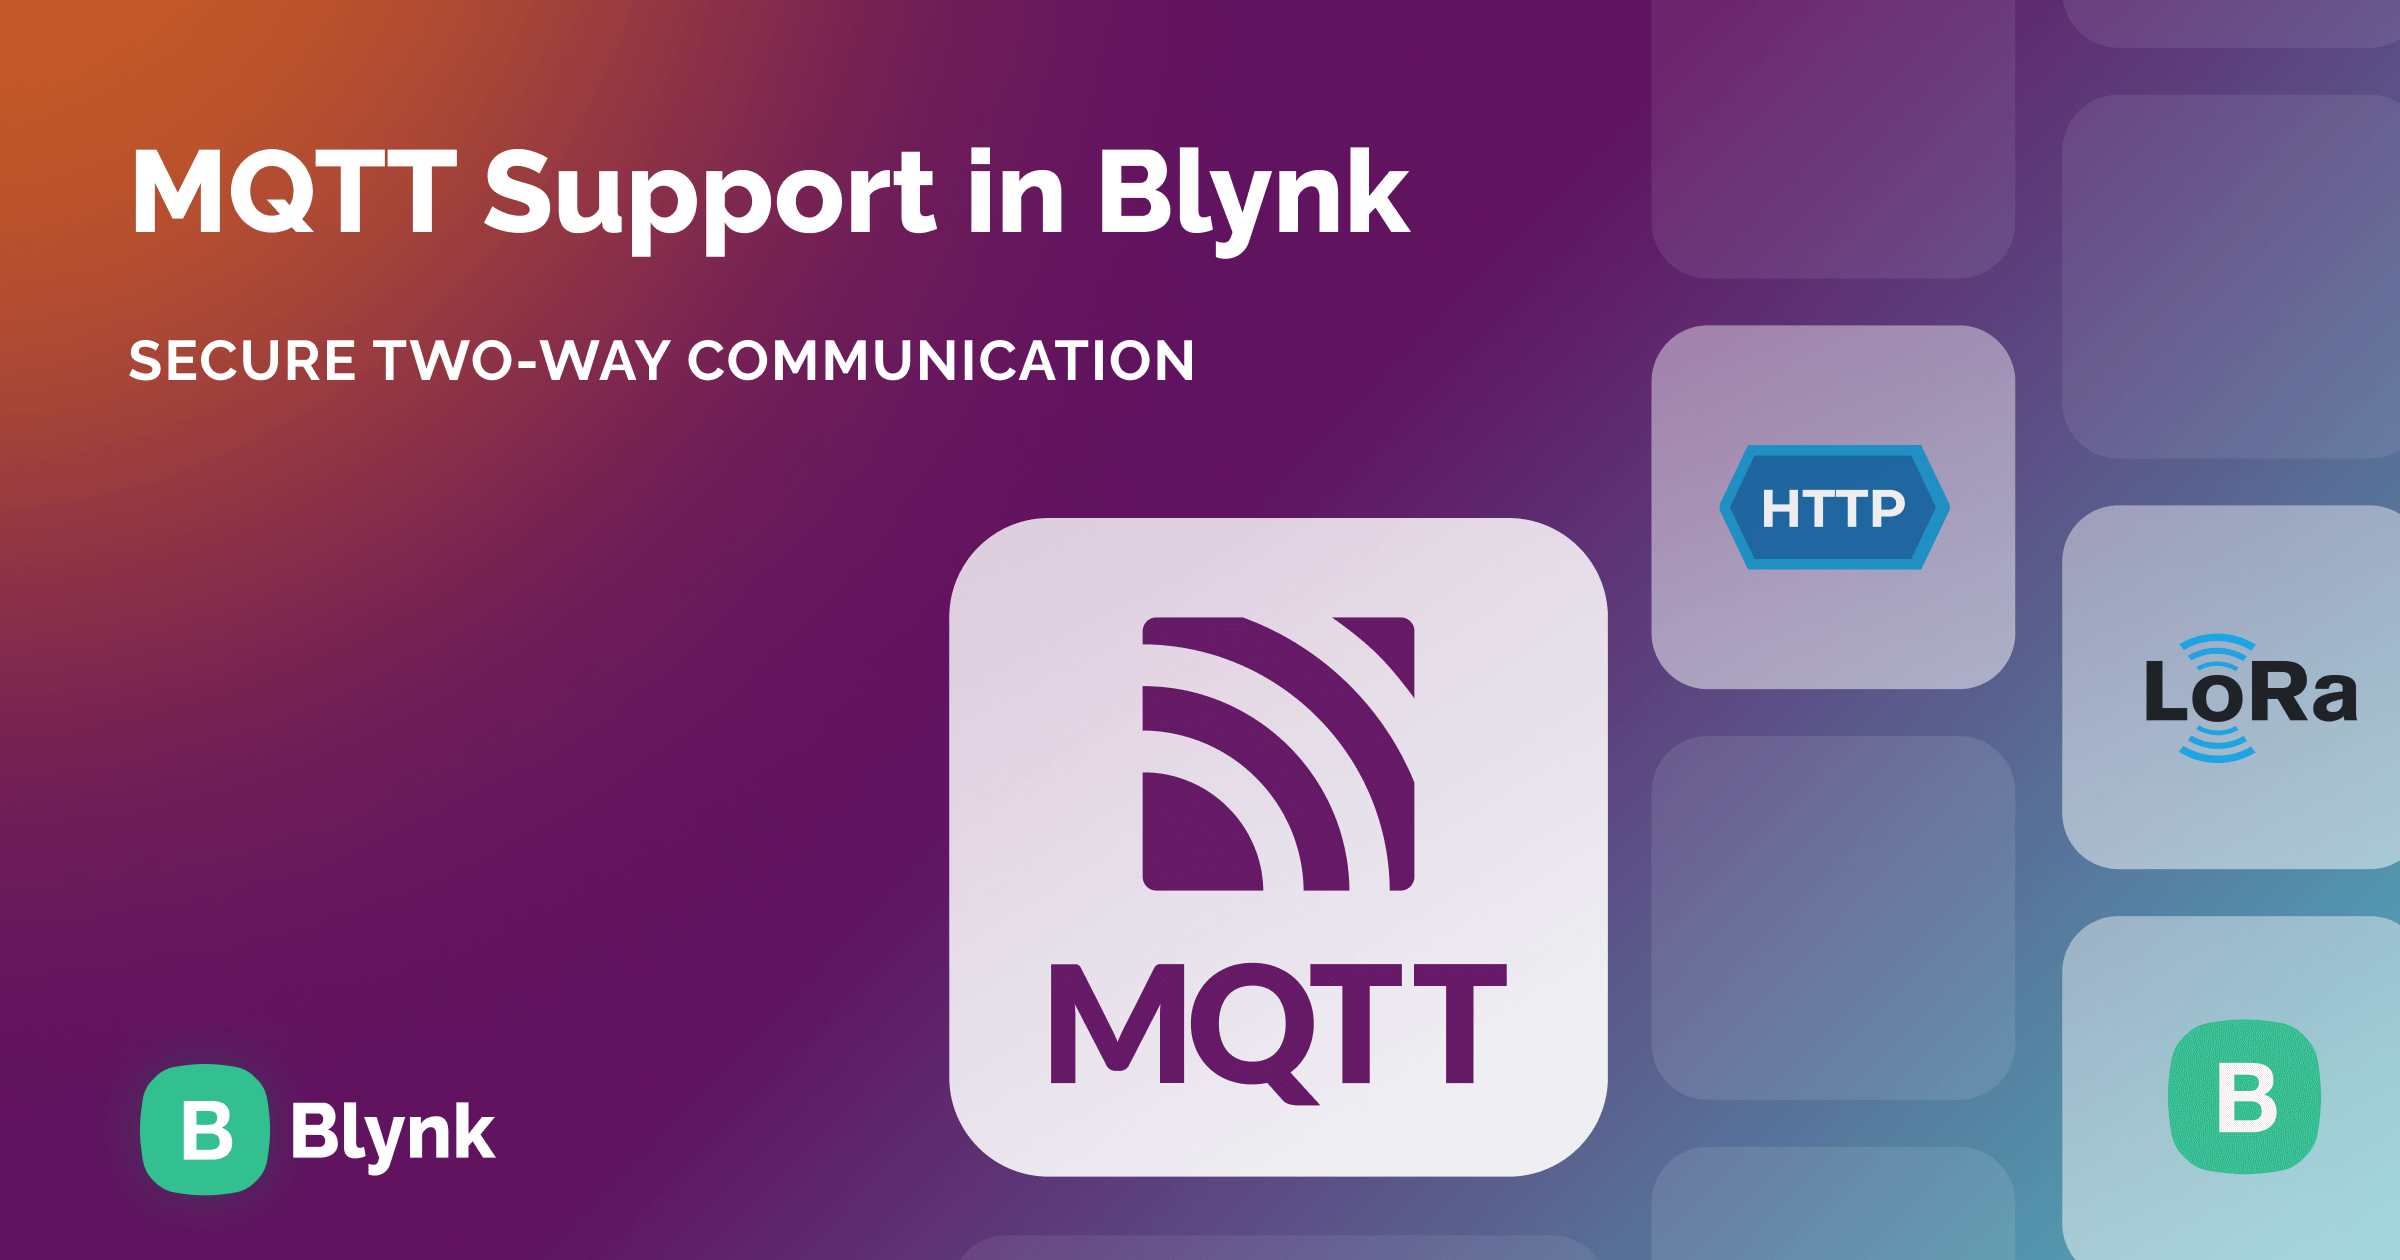 MQTT Support in Blynk
SECURE TWO-WAY COMMUNICATION
HTTP
LoRa
MQTT
B Blynk
B